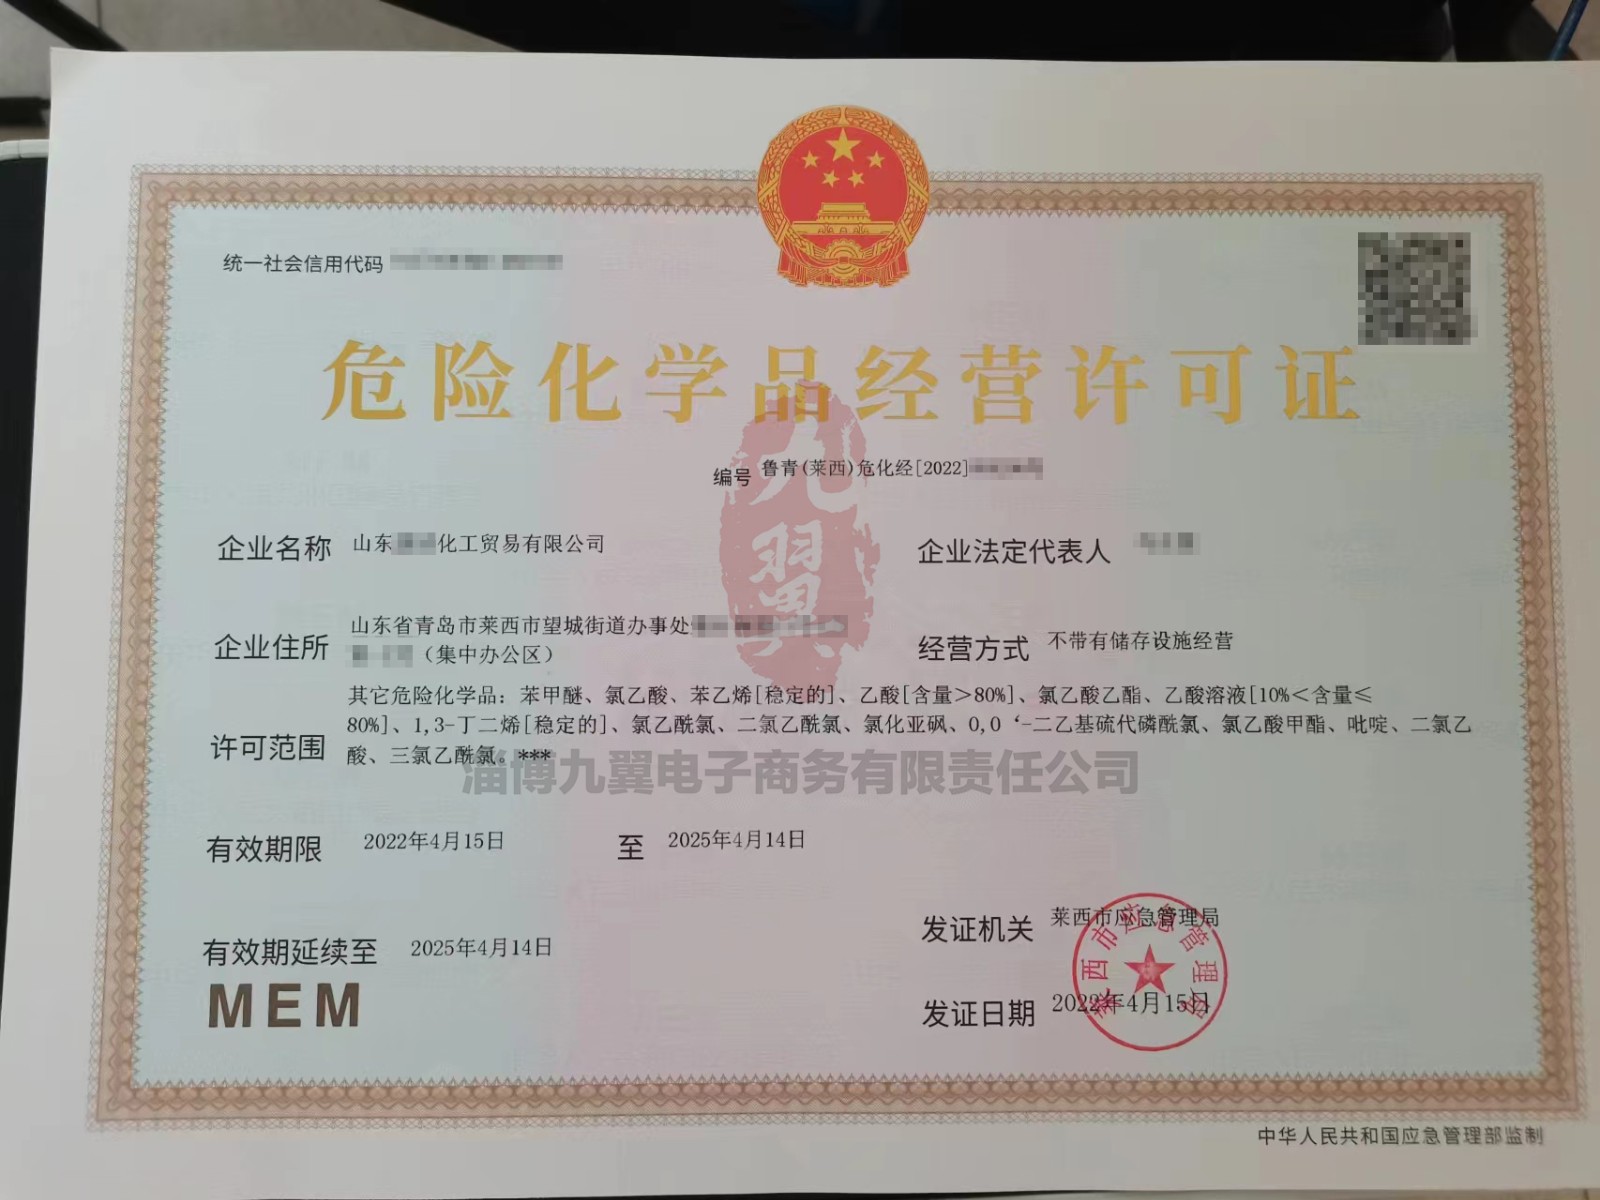 统一社会信用代码
危险化学品经营许可证
编号 鲁青(莱西)危化经[2022]
企业名称 山东 化工贸易有限公司
企业法定代表人
企业住所 山东省青岛市莱西市望城街道办事处
（集中办公区）
经营方式 不带有储存设施经营
许可范围 其它危险化学品：苯甲醚、氯乙酸、苯乙烯[稳定的]、乙酸[含量＞80%]、氯乙酸乙酯、乙酸溶液[10%＜含量≤
80%]、1,3-丁二烯[稳定的]、氯乙酰氯、二氯乙酰氯、氯化亚砜、0,0‘-二乙基硫代磷酰氯、氯乙酸甲酯、吡啶、二氯乙
酸、三氯乙酰氯。***
九翼
淄博九翼电子商务有限责任公司
有效期限 2022年4月15日 至 2025年4月14日
有效期延续至 2025年4月14日
MEM
发证机关 莱西市应急管理局
发证日期 2022年4月15日
莱西市应急管理局
中华人民共和国应急管理部监制